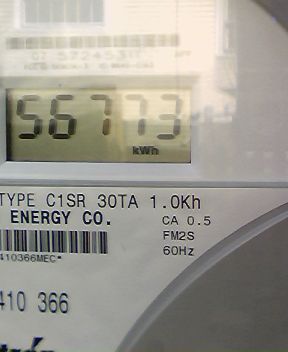 56773
kWh
TYPE C1SR 30TA 1.0Kh
ENERGY CO.
CA 0.5
FM2S
60Hz
410366MEC*
410 366